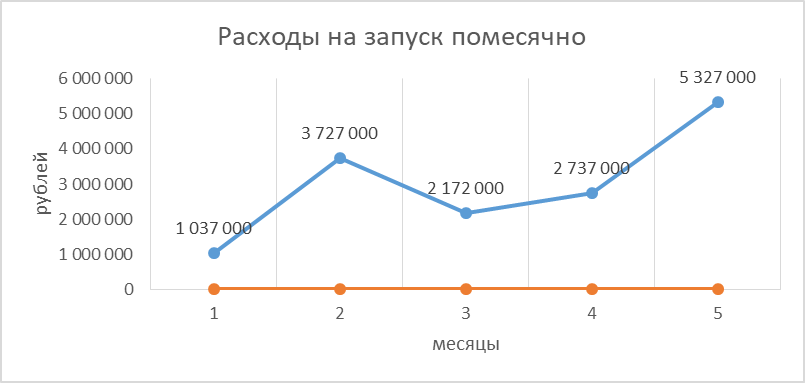 Расходы на запуск помесячно
6 000 000
5 000 000
4 000 000
3 000 000
2 000 000
1 000 000
0
рублей
1 037 000
3 727 000
2 172 000
2 737 000
5 327 000
1 2 3 4 5
месяцы